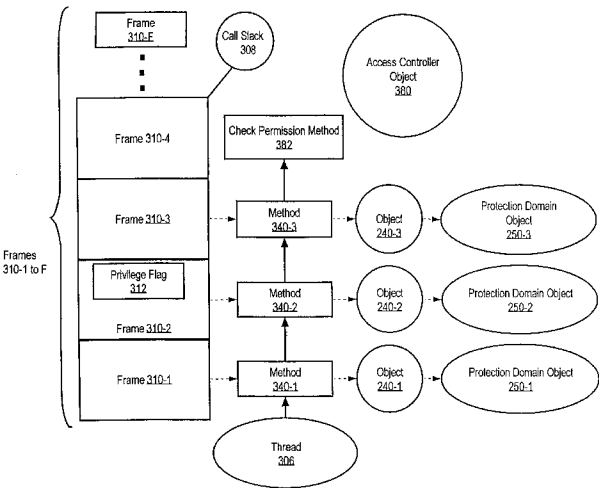 Frame
310-F
Call Stack
308
Access Controller
Object
380
Frame 310-4
Check Permission Method
382
Frame 310-3
Method
340-3
Object
240-3
Protection Domain
Object
250-3
Frames
310-1 to F
Privilege Flag
312
Frame 310-2
Method
340-2
Object
240-2
Protection Domain Object
250-2
Frame 310-1
Method
340-1
Object
240-1
Protection Domain Object
250-1
Thread
306